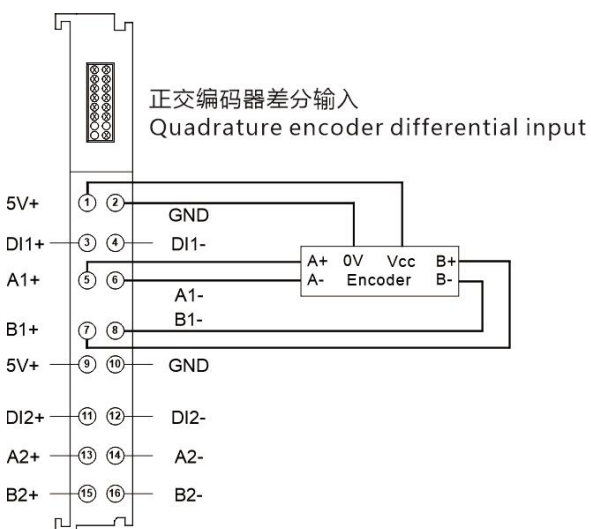 正交编码器差分输入
Quadrature encoder differential input
5V+ 1 2 GND
DI1+ 3 4 DI1-
A+ 0V Vcc B+
A- Encoder B-
A1+ 5 6 A1-
B1+ 7 8 B1-
5V+ 9 10 GND
DI2+ 11 12 DI2-
A2+ 13 14 A2-
B2+ 15 16 B2-